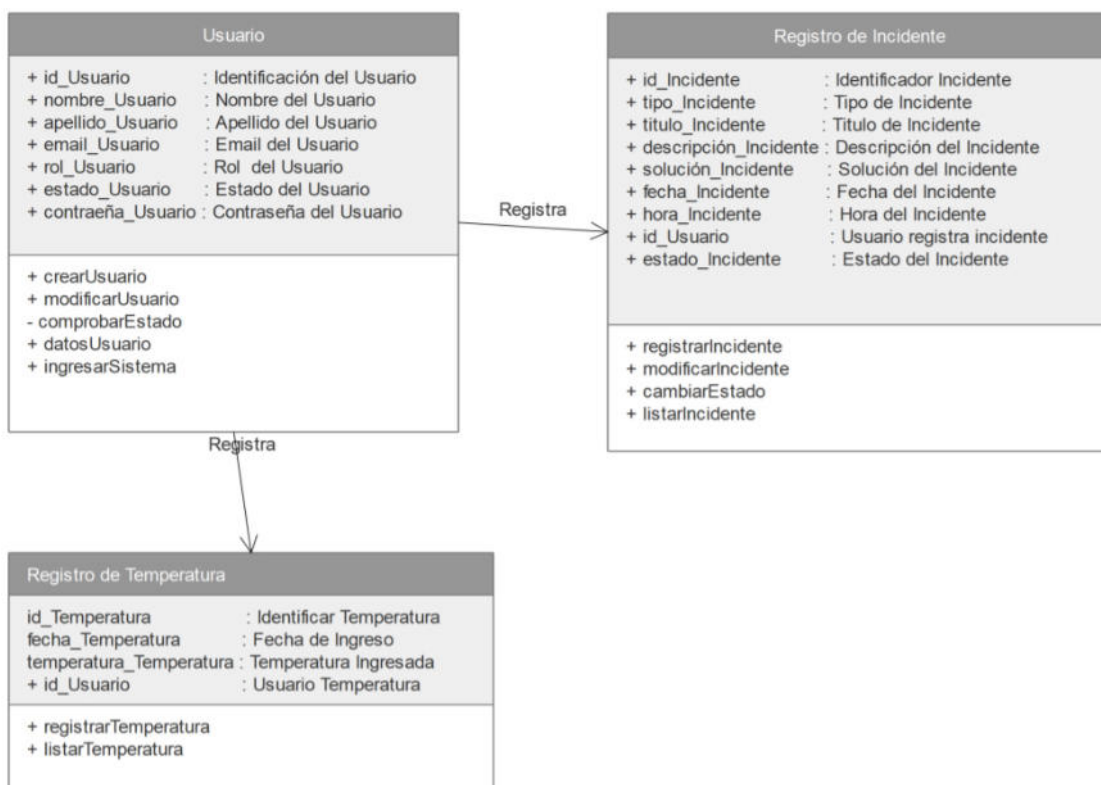 Usuario
+ id_Usuario : Identificación del Usuario
+ nombre_Usuario : Nombre del Usuario
+ apellido_Usuario : Apellido del Usuario
+ email_Usuario : Email del Usuario
+ rol_Usuario : Rol del Usuario
+ estado_Usuario : Estado del Usuario
+ contraeña_Usuario : Contraseña del Usuario
+ crearUsuario
+ modificarUsuario
- comprobarEstado
+ datosUsuario
+ ingresarSistema
Registra
Registro de Incidente
+ id_Incidente : Identificador Incidente
+ tipo_Incidente : Tipo de Incidente
+ titulo_Incidente : Titulo de Incidente
+ descripción_Incidente : Descripción del Incidente
+ solución_Incidente : Solución del Incidente
+ fecha_Incidente : Fecha del Incidente
+ hora_Incidente : Hora del Incidente
+ id_Usuario : Usuario registra incidente
+ estado_Incidente : Estado del Incidente
+ registrarIncidente
+ modificarIncidente
+ cambiarEstado
+ listarIncidente
Registra
Registro de Temperatura
id_Temperatura : Identificar Temperatura
fecha_Temperatura : Fecha de Ingreso
temperatura_Temperatura : Temperatura Ingresada
+ id_Usuario : Usuario Temperatura
+ registrarTemperatura
+ listarTemperatura